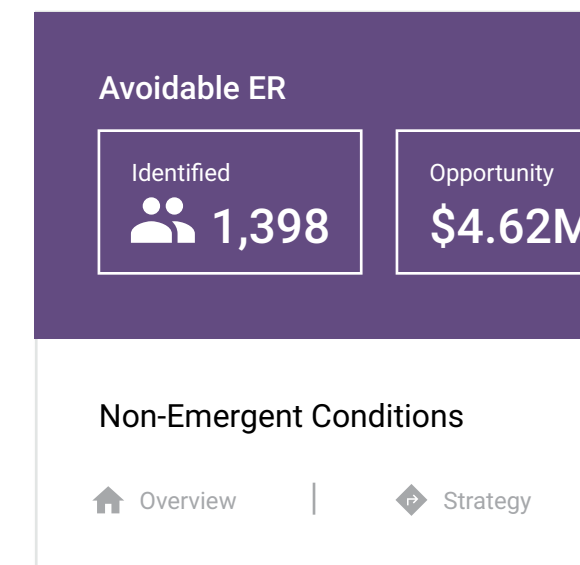 Avoidable ER
Identified
Opportunity
1,398
$4.62M
Non-Emergent Conditions
Overview | Strategy